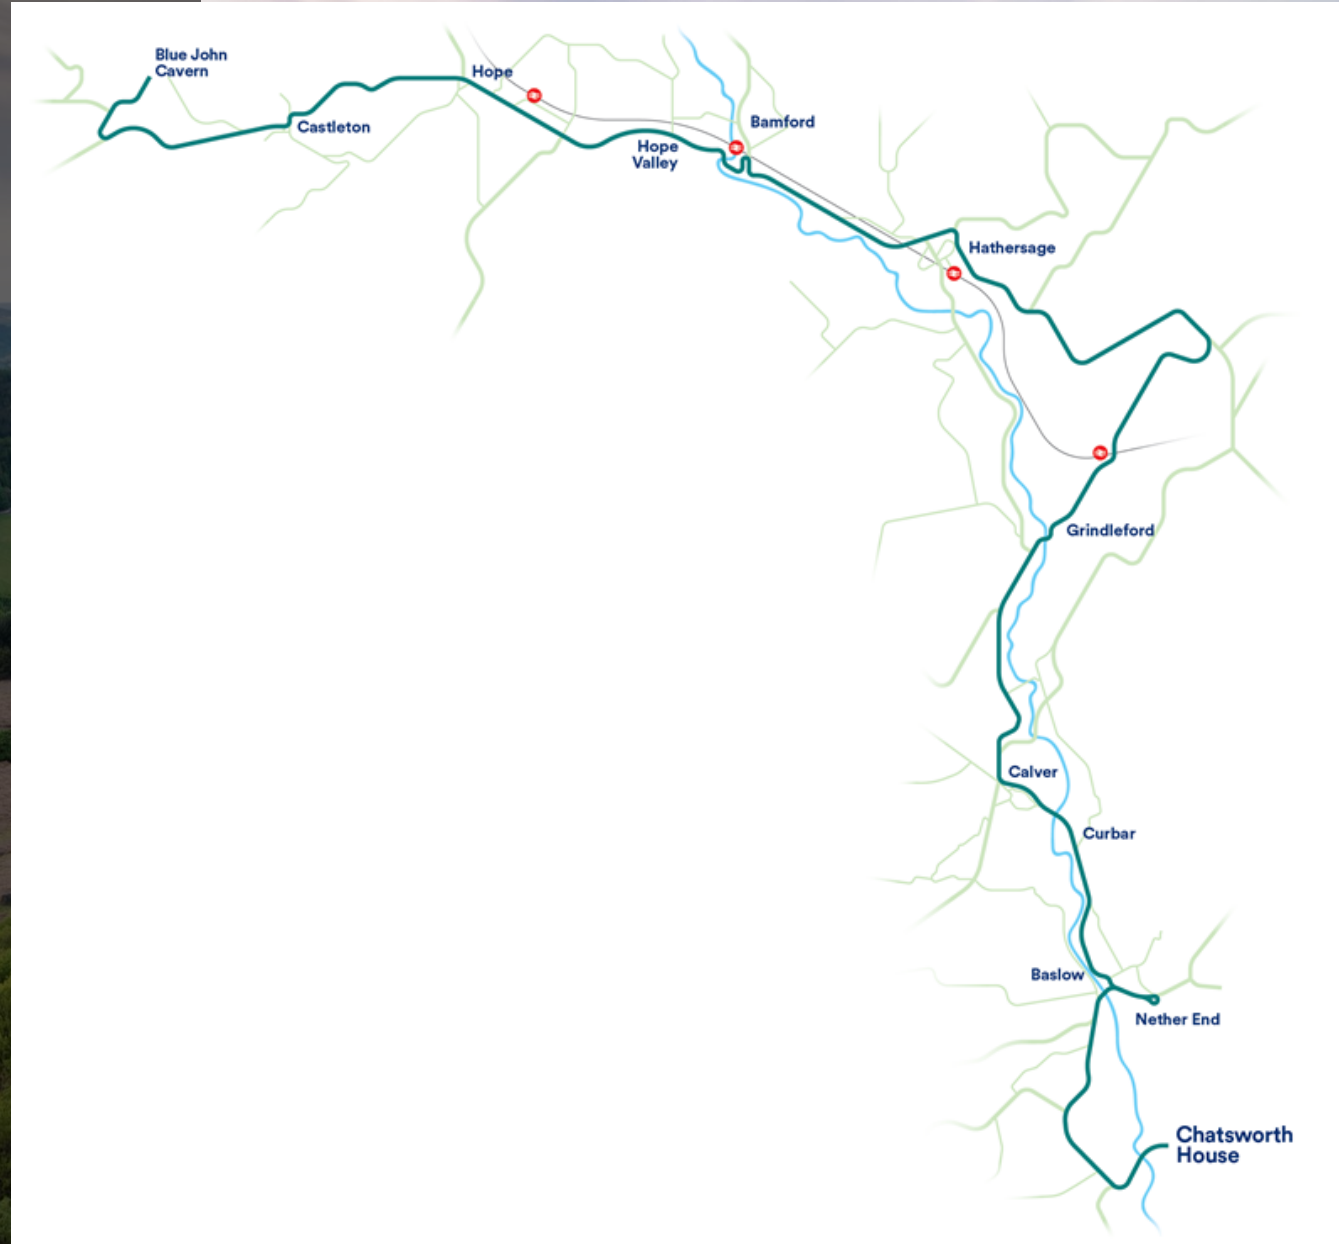 Blue John
Cavern
Castleton
Hope
Hope
Valley
Bamford
Hathersage
Grindleford
Calver
Curbar
Baslow
Nether End
Chatsworth
House